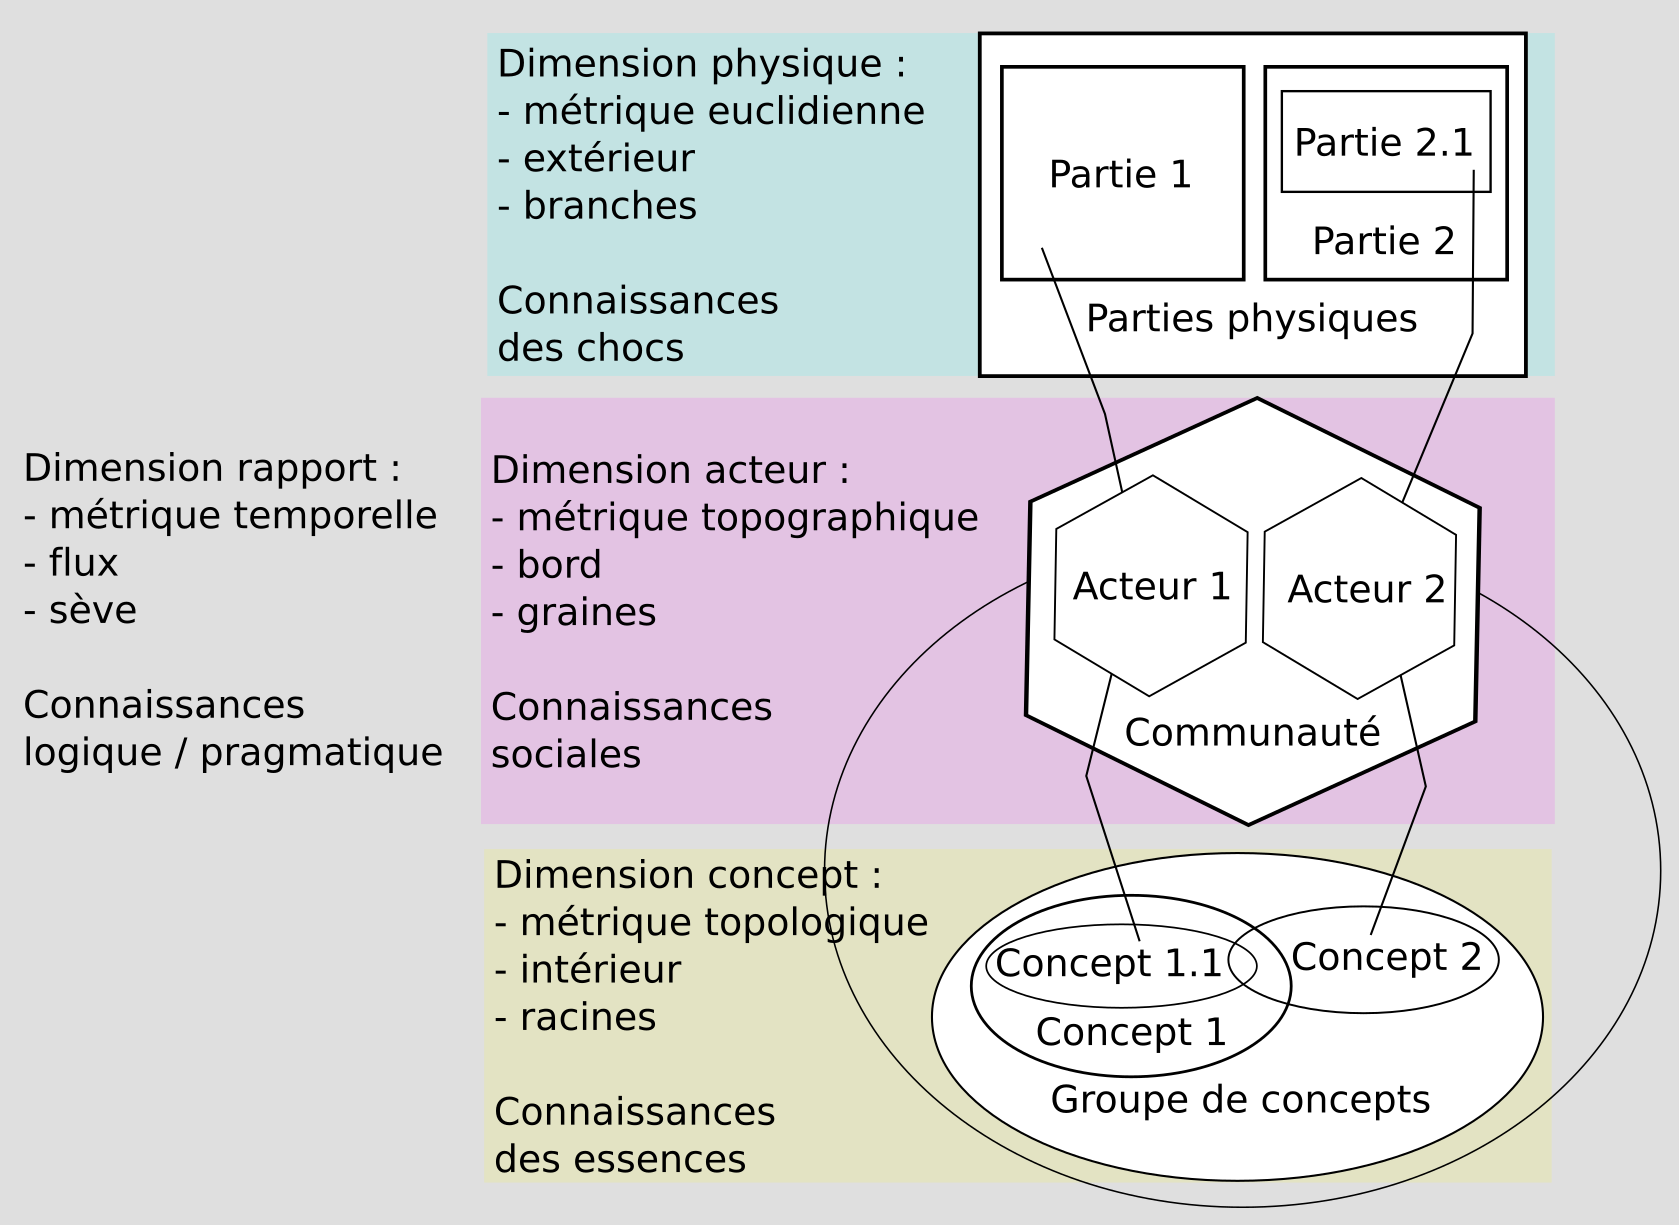 Dimension physique :
- métrique euclidienne
- extérieur
- branches
Connaissances
des chocs
Partie 1
Partie 2.1
Partie 2
Parties physiques
Dimension rapport :
- métrique temporelle
- flux
- sève
Connaissances
logique / pragmatique
Dimension acteur :
- métrique topographique
- bord
- graines
Connaissances
sociales
Acteur 1
Acteur 2
Communauté
Dimension concept :
- métrique topologique
- intérieur
- racines
Connaissances
des essences
Concept 1.1
Concept 2
Concept 1
Groupe de concepts